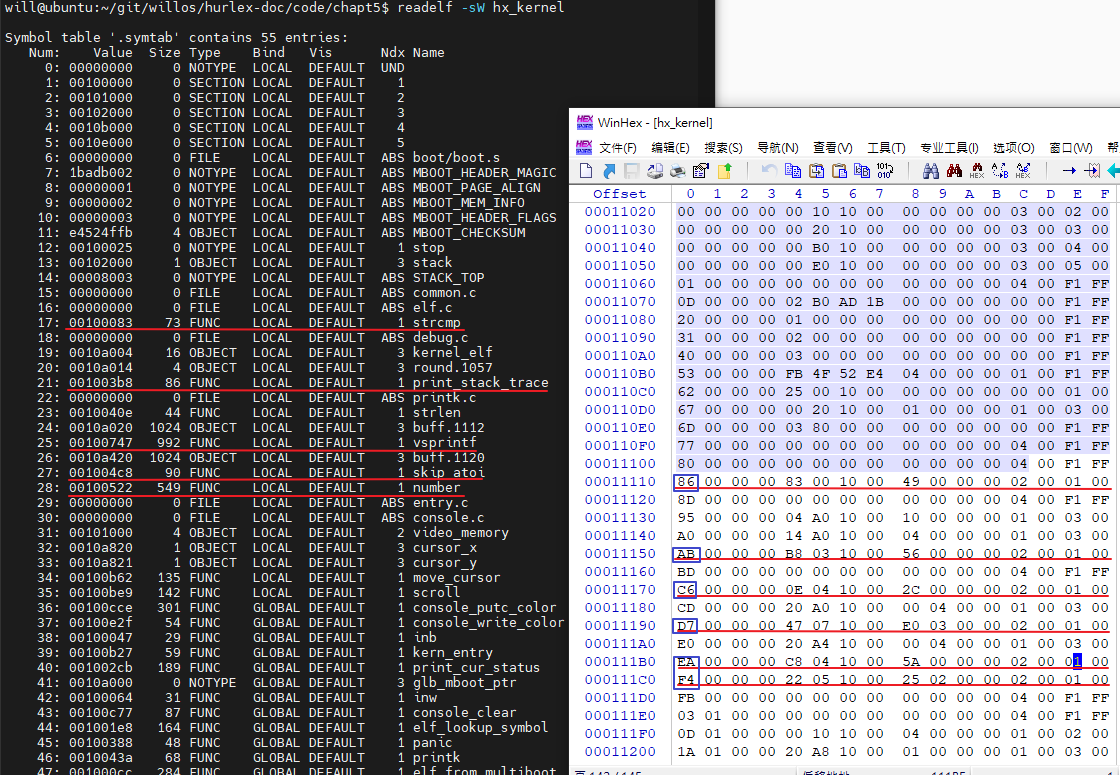 will@ubuntu:~/git/willos/hurlex-doc/code/chapt5$ readelf -sW hx_kernel
Symbol table '.symtab' contains 55 entries:
Num: Value Size Type Bind Vis Ndx Name
0: 00000000 0 NOTYPE LOCAL DEFAULT UND
1: 00100000 0 SECTION LOCAL DEFAULT 1
2: 00101000 0 SECTION LOCAL DEFAULT 2
3: 00102000 0 SECTION LOCAL DEFAULT 3
4: 0010b000 0 SECTION LOCAL DEFAULT 4
5: 0010e000 0 SECTION LOCAL DEFAULT 5
6: 00000000 0 FILE LOCAL DEFAULT ABS boot/boot.s
7: 1badb002 0 NOTYPE LOCAL DEFAULT ABS MBOOT_HEADER_MAGIC
8: 00000001 0 NOTYPE LOCAL DEFAULT ABS MBOOT_PAGE_ALIGN
9: 00000002 0 NOTYPE LOCAL DEFAULT ABS MBOOT_MEM_INFO
10: 00000003 0 NOTYPE LOCAL DEFAULT ABS MBOOT_HEADER_FLAGS
11: e4524ffb 4 OBJECT LOCAL DEFAULT ABS MBOOT_CHECKSUM
12: 00100025 0 NOTYPE LOCAL DEFAULT 1 stop
13: 00102000 1 OBJECT LOCAL DEFAULT 3 stack
14: 00008003 0 NOTYPE LOCAL DEFAULT ABS STACK_TOP
15: 00000000 0 FILE LOCAL DEFAULT ABS common.c
16: 00000000 0 FILE LOCAL DEFAULT ABS elf.c
17: 00100083 73 FUNC LOCAL DEFAULT 1 strcmp
18: 00000000 0 FILE LOCAL DEFAULT ABS debug.c
19: 0010a004 16 OBJECT LOCAL DEFAULT 3 kernel_elf
20: 0010a014 4 OBJECT LOCAL DEFAULT 3 round.1057
21: 001003b8 86 FUNC LOCAL DEFAULT 1 print_stack_trace
22: 00000000 0 FILE LOCAL DEFAULT ABS printk.c
23: 0010040e 44 FUNC LOCAL DEFAULT 1 strlen
24: 0010a020 1024 OBJECT LOCAL DEFAULT 3 buff.1112
25: 00100747 992 FUNC LOCAL DEFAULT 1 vsprintf
26: 0010a420 1024 OBJECT LOCAL DEFAULT 3 buff.1120
27: 001004c8 90 FUNC LOCAL DEFAULT 1 skip_atoi
28: 00100522 549 FUNC LOCAL DEFAULT 1 number
29: 00000000 0 FILE LOCAL DEFAULT ABS entry.c
30: 00000000 0 FILE LOCAL DEFAULT ABS console.c
31: 00101000 4 OBJECT LOCAL DEFAULT 2 video_memory
32: 0010a820 1 OBJECT LOCAL DEFAULT 3 cursor_x
33: 0010a821 1 OBJECT LOCAL DEFAULT 3 cursor_y
34: 00100b62 135 FUNC LOCAL DEFAULT 1 move_cursor
35: 00100be9 142 FUNC LOCAL DEFAULT 1 scroll
36: 00100cce 301 FUNC GLOBAL DEFAULT 1 console_putc_color
37: 00100e2f 54 FUNC GLOBAL DEFAULT 1 console_write_color
38: 00100047 29 FUNC GLOBAL DEFAULT 1 inb
39: 00100b27 59 FUNC GLOBAL DEFAULT 1 kern_entry
40: 001002cb 189 FUNC GLOBAL DEFAULT 1 print_cur_status
41: 0010a000 0 NOTYPE GLOBAL DEFAULT 3 glb_mboot_ptr
42: 00100064 31 FUNC GLOBAL DEFAULT 1 inw
43: 00100c77 87 FUNC GLOBAL DEFAULT 1 console_clear
44: 001001e8 164 FUNC GLOBAL DEFAULT 1 elf_lookup_symbol
45: 00100388 48 FUNC GLOBAL DEFAULT 1 panic
46: 0010043a 68 FUNC GLOBAL DEFAULT 1 printk
47: 001000cc 284 FUNC GLOBAL DEFAULT 1 elf_from_multiboot
WinHex - [hx_kernel]
文件(F) 编辑(E) 搜索(S) 导航(N) 查看(V) 工具(T) 专业工具(I) 选项(O) 窗口(W) 帮
Offset 0 1 2 3 4 5 6 7 8 9 A B C D E F
00011020 00 00 00 00 00 10 10 00 00 00 00 00 03 00 02 00
00011030 00 00 00 00 00 20 10 00 00 00 00 00 03 00 03 00
00011040 00 00 00 00 00 B0 10 00 00 00 00 00 03 00 04 00
00011050 00 00 00 00 00 E0 10 00 00 00 00 00 03 00 05 00
00011060 01 00 00 00 00 00 00 00 00 00 00 00 04 00 F1 FF
00011070 0D 00 00 00 02 B0 AD 1B 00 00 00 00 00 00 F1 FF
00011080 20 00 00 00 01 00 00 00 00 00 00 00 00 00 F1 FF
00011090 31 00 00 00 02 00 00 00 00 00 00 00 00 00 F1 FF
000110A0 40 00 00 00 03 00 00 00 00 00 00 00 00 00 F1 FF
000110B0 53 00 00 00 FB 4F 52 E4 04 00 00 00 01 00 F1 FF
000110C0 62 00 00 00 25 00 10 00 00 00 00 00 00 00 01 00
000110D0 67 00 00 00 00 20 10 00 01 00 00 00 01 00 03 00
000110E0 6D 00 00 00 03 80 00 00 00 00 00 00 00 00 F1 FF
000110F0 77 00 00 00 00 00 00 00 00 00 00 00 04 00 F1 FF
00011100 80 00 00 00 00 00 00 00 00 00 00 00 04 00 F1 FF
00011110 86 00 00 00 83 00 10 00 49 00 00 00 02 00 01 00
00011120 8D 00 00 00 00 00 00 00 00 00 00 00 04 00 F1 FF
00011130 95 00 00 00 04 A0 10 00 10 00 00 00 01 00 03 00
00011140 A0 00 00 00 14 A0 10 00 04 00 00 00 01 00 03 00
00011150 AB 00 00 00 B8 03 10 00 56 00 00 00 02 00 01 00
00011160 BD 00 00 00 00 00 00 00 00 00 00 00 04 00 F1 FF
00011170 C6 00 00 00 0E 04 10 00 2C 00 00 00 02 00 01 00
00011180 CD 00 00 00 20 A0 10 00 00 04 00 00 01 00 03 00
00011190 D7 00 00 00 47 07 10 00 E0 03 00 00 02 00 01 00
000111A0 E0 00 00 00 20 A4 10 00 00 04 00 00 01 00 03 00
000111B0 EA 00 00 00 C8 04 10 00 5A 00 00 00 02 00 01 00
000111C0 F4 00 00 00 22 05 10 00 25 02 00 00 02 00 01 00
000111D0 FB 00 00 00 00 00 00 00 00 00 00 00 04 00 F1 FF
000111E0 03 01 00 00 00 00 00 00 00 00 00 00 04 00 F1 FF
000111F0 0D 01 00 00 00 10 10 00 04 00 00 00 01 00 02 00
00011200 1A 01 00 00 20 A8 10 00 01 00 00 00 01 00 03 00